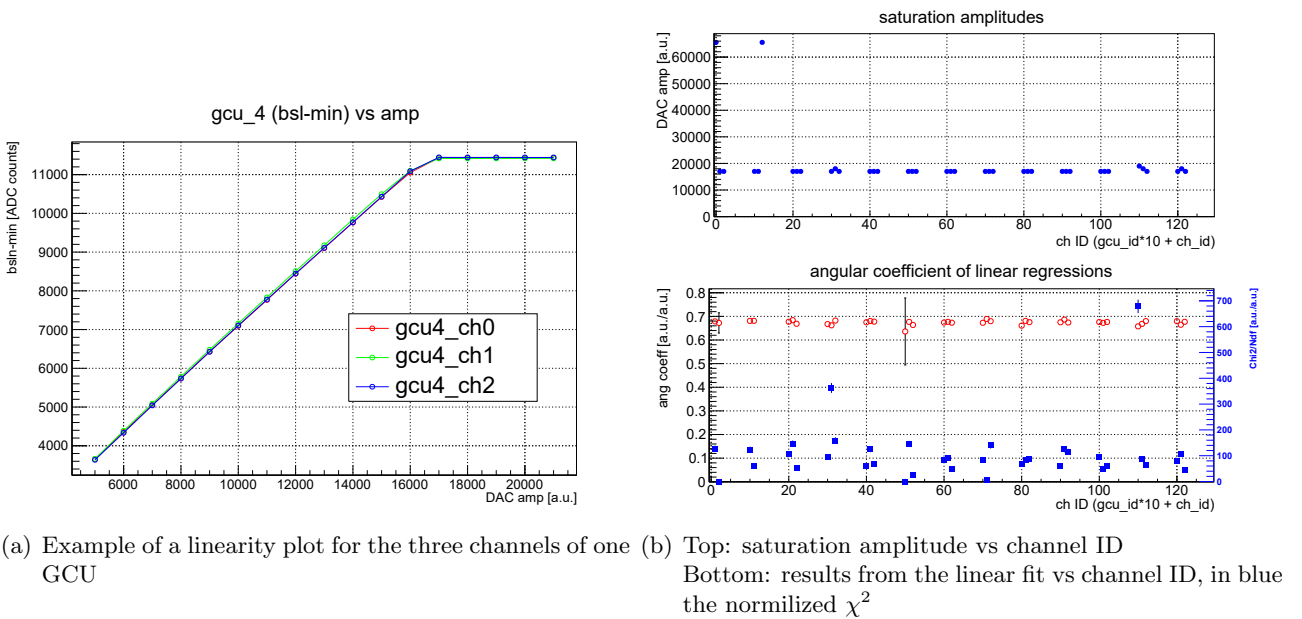 gcu_4 (bsl-min) vs amp
bsln-min [ADC counts]
11000
10000
9000
8000
7000
6000
5000
4000
gcu4_ch0
gcu4_ch1
gcu4_ch2
6000 8000 10000 12000 14000 16000 18000 20000
DAC amp [a.u.]
(a) Example of a linearity plot for the three channels of one
GCU
saturation amplitudes
DAC amp [a.u.]
60000
50000
40000
30000
20000
10000
0
0 20 40 60 80 100 120
ch ID (gcu_id*10 + ch_id)
angular coefficient of linear regressions
ang coeff [a.u./a.u.]
0.8
0.7
0.6
0.5
0.4
0.3
0.2
0.1
0
Chi2/Ndf [a.u./a.u.]
700
600
500
400
300
200
100
0
0 20 40 60 80 100 120
ch ID (gcu_id*10 + ch_id)
(b) Top: saturation amplitude vs channel ID
Bottom: results from the linear fit vs channel ID, in blue
the normilized χ²